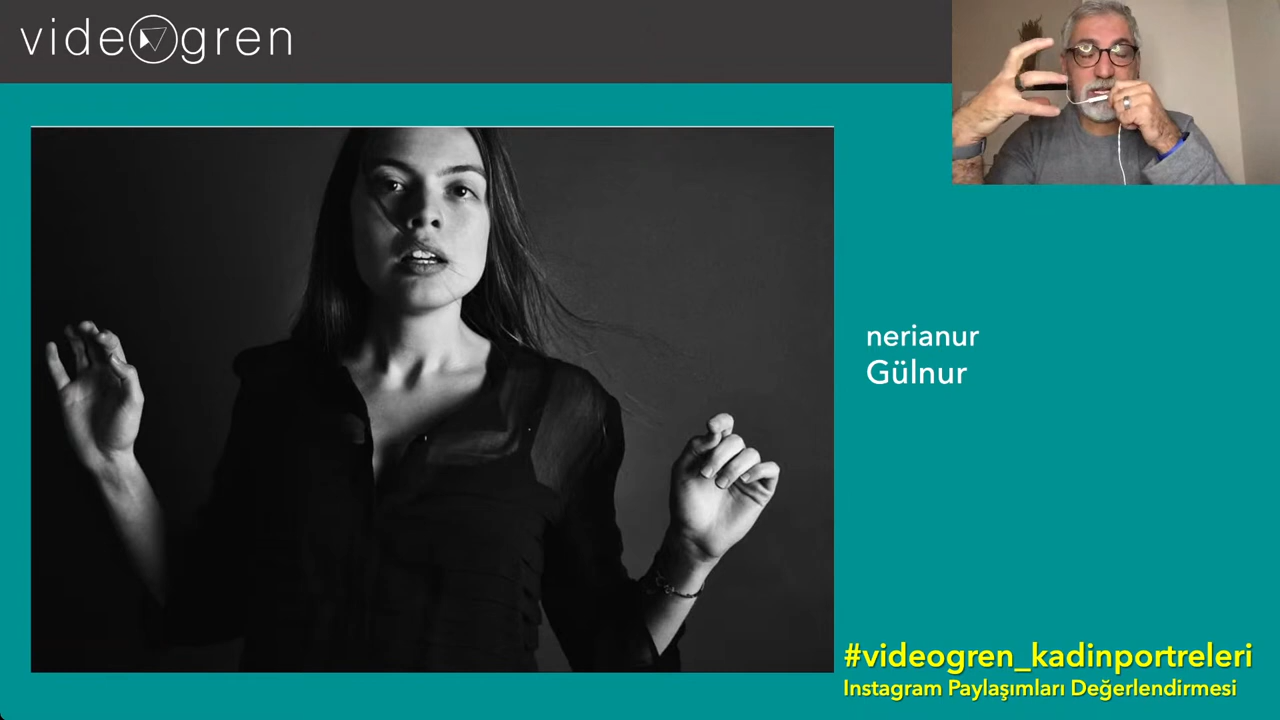 videogren
nerianur
Gülnur
#videogren_kadinportreleri
Instagram Paylaşımları Değerlendirmesi